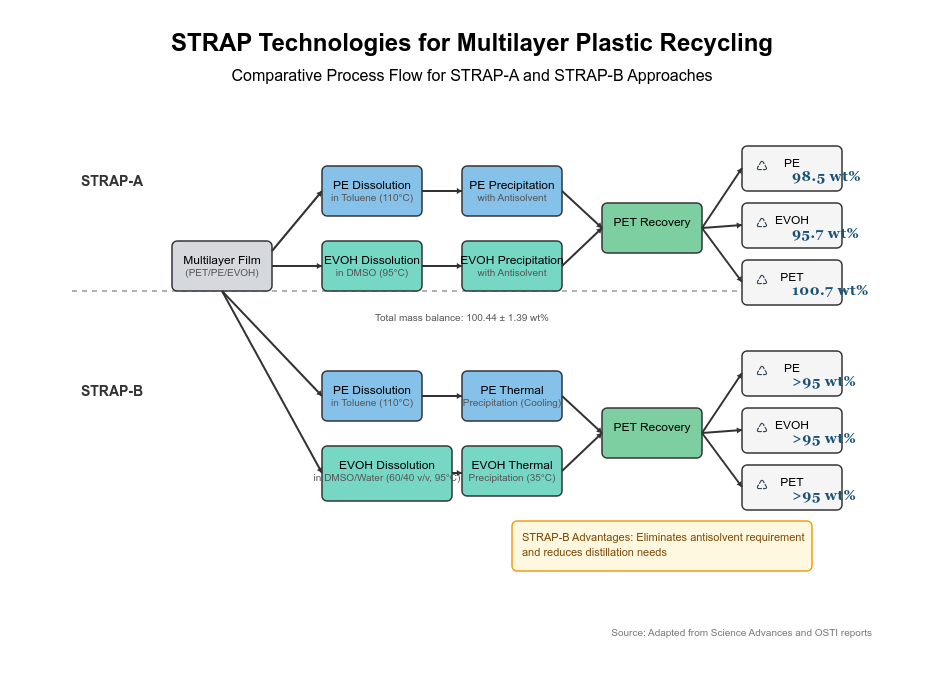 STRAP Technologies for Multilayer Plastic Recycling
Comparative Process Flow for STRAP-A and STRAP-B Approaches
STRAP-A
Multilayer Film
(PET/PE/EVOH)
PE Dissolution
in Toluene (110°C)
PE Precipitation
with Antisolvent
EVOH Dissolution
in DMSO (95°C)
EVOH Precipitation
with Antisolvent
PET Recovery
♺ PE
98.5 wt%
♺ EVOH
95.7 wt%
♺ PET
100.7 wt%
Total mass balance: 100.44 ± 1.39 wt%
STRAP-B
PE Dissolution
in Toluene (110°C)
PE Thermal
Precipitation (Cooling)
EVOH Dissolution
in DMSO/Water (60/40 v/v, 95°C)
EVOH Thermal
Precipitation (35°C)
PET Recovery
♺ PE
>95 wt%
♺ EVOH
>95 wt%
♺ PET
>95 wt%
STRAP-B Advantages: Eliminates antisolvent requirement
and reduces distillation needs
Source: Adapted from Science Advances and OSTI reports